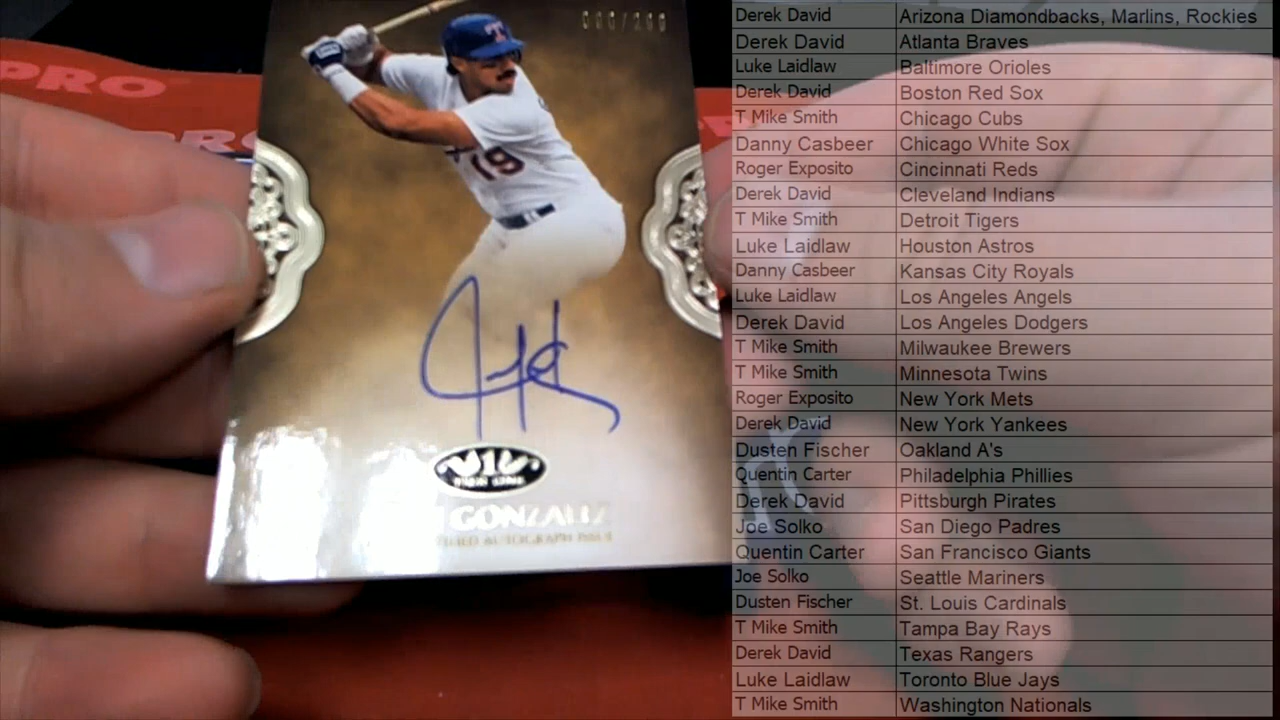 PRO
PRO
T
19
GONZALEZ
Derek David Arizona Diamondbacks, Marlins, Rockies
Derek David Atlanta Braves
Luke Laidlaw Baltimore Orioles
Derek David Boston Red Sox
T Mike Smith Chicago Cubs
Danny Casbeer Chicago White Sox
Roger Exposito Cincinnati Reds
Derek David Cleveland Indians
T Mike Smith Detroit Tigers
Luke Laidlaw Houston Astros
Danny Casbeer Kansas City Royals
Luke Laidlaw Los Angeles Angels
Derek David Los Angeles Dodgers
T Mike Smith Milwaukee Brewers
T Mike Smith Minnesota Twins
Roger Exposito New York Mets
Derek David New York Yankees
Dusten Fischer Oakland A's
Quentin Carter Philadelphia Phillies
Derek David Pittsburgh Pirates
Joe Solko San Diego Padres
Quentin Carter San Francisco Giants
Joe Solko Seattle Mariners
Dusten Fischer St. Louis Cardinals
T Mike Smith Tampa Bay Rays
Derek David Texas Rangers
Luke Laidlaw Toronto Blue Jays
T Mike Smith Washington Nationals